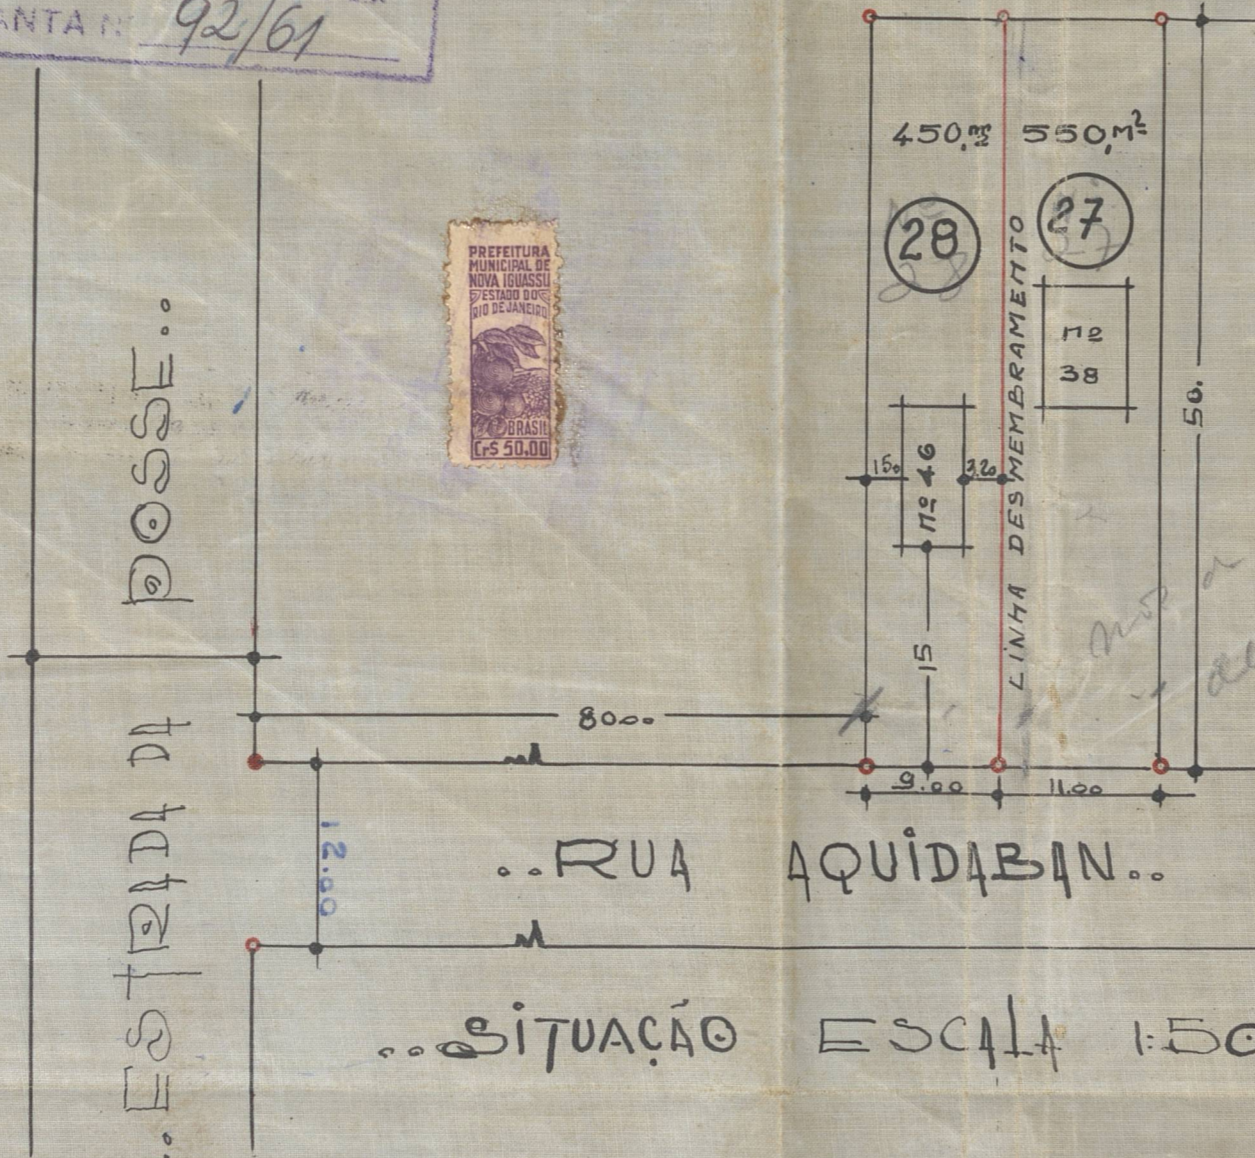 92/61
450,m2 550,m2
28 27
PREFEITURA
MUNICIPAL DE
NOVA IGUASSU
ESTADO DO
RIO DE JANEIRO
BRASIL
Cr$ 50,00
nº
38
50.
1.50
nº 46
3.20
LINHA DESMEMBRAMENTO
15
80.00
9.00 11.00
12.00
..RUA AQUIDABAN..
..ESTRADA DA POSSE..
...SITUAÇÃO ESCALA 1:50